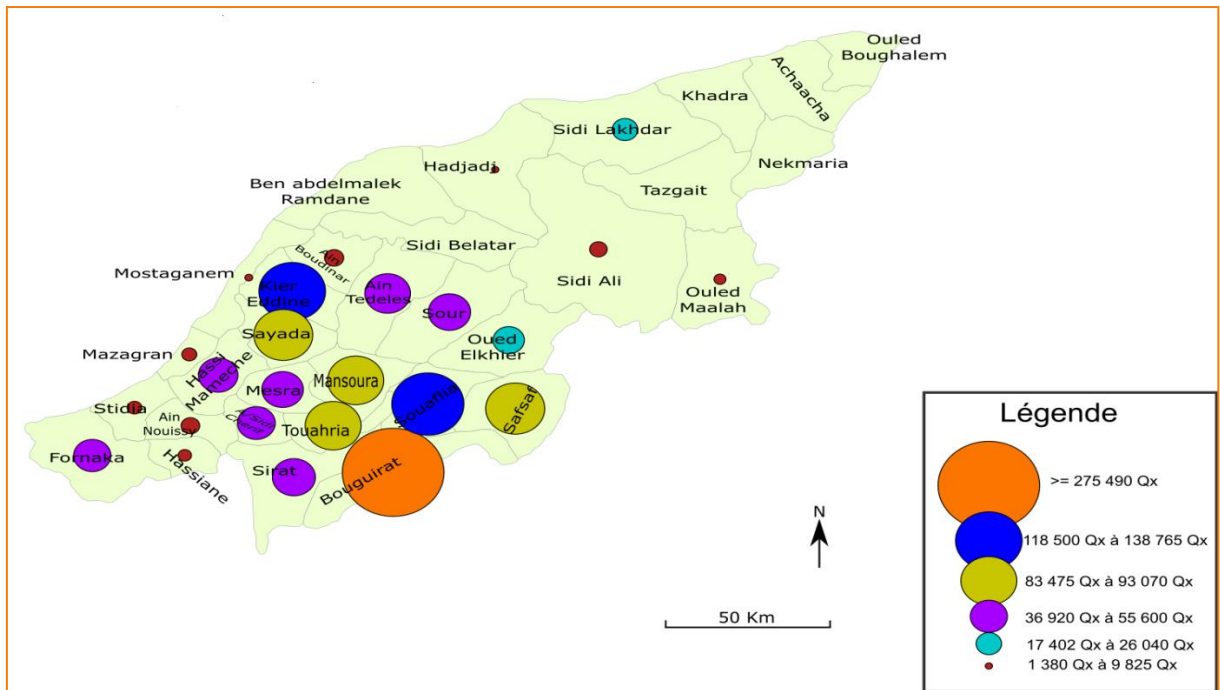 Ouled
Boughalem
Achaacha
Khadra
Sidi Lakhdar
Nekmaria
Hadjadj
Tazgait
Ben abdelmalek
Ramdane
Sidi Belatar
Ain
Boudinar
Mostaganem
Sidi Ali
Kier
Eddine
Ain
Tedeles
Ouled
Maalah
Sour
Sayada
Oued
Elkhier
Mazagran
Hassi
Mameche
Mesra
Mansoura
Souaflia
Safsaf
Stidia
Ain
Nouissy
Touahria
Fornaka
Hassiane
Sirat
Bouguirat
N
50 Km
Légende
>= 275 490 Qx
118 500 Qx à 138 765 Qx
83 475 Qx à 93 070 Qx
36 920 Qx à 55 600 Qx
17 402 Qx à 26 040 Qx
1 380 Qx à 9 825 Qx